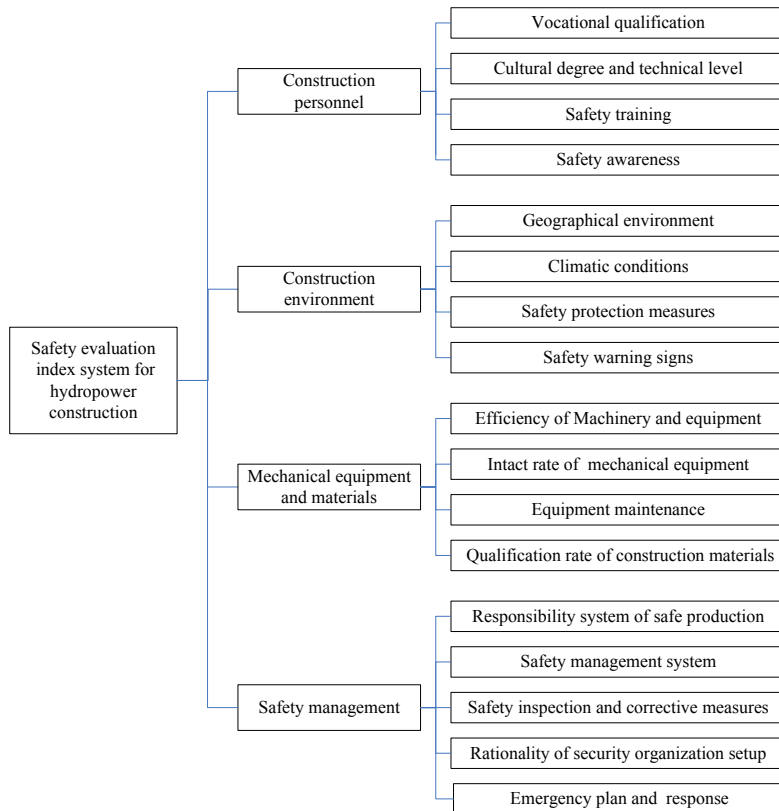 Safety evaluation
index system for
hydropower
construction
Construction
personnel
Vocational qualification
Cultural degree and technical level
Safety training
Safety awareness
Construction
environment
Geographical environment
Climatic conditions
Safety protection measures
Safety warning signs
Mechanical equipment
and materials
Efficiency of Machinery and equipment
Intact rate of mechanical equipment
Equipment maintenance
Qualification rate of construction materials
Safety management
Responsibility system of safe production
Safety management system
Safety inspection and corrective measures
Rationality of security organization setup
Emergency plan and response